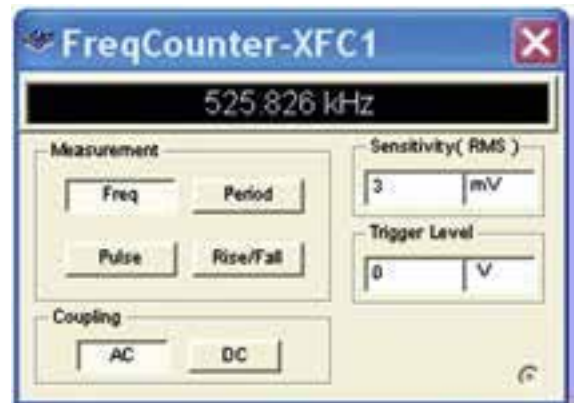 FreqCounter-XFC1
525.826 kHz
Measurement
Freq Period
Pulse Rise/Fall
Coupling
AC DC
Sensitivity( RMS )
3 mV
Trigger Level
0 V